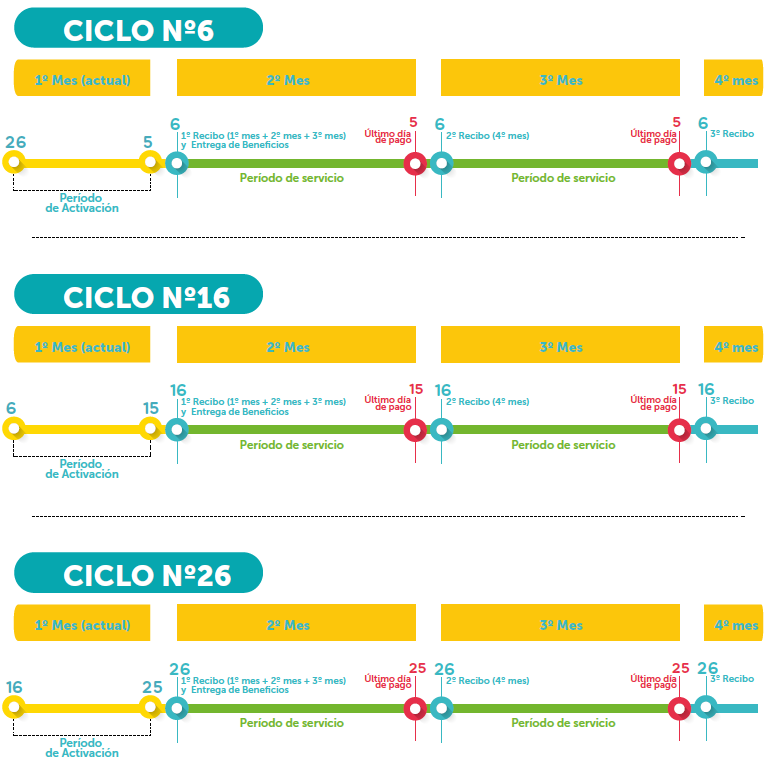 CICLO Nº6
1º Mes (actual)
2º Mes
3º Mes
4º mes
26
5
6
1º Recibo (1º mes + 2º mes + 3º mes)
y Entrega de Beneficios
5
Último día
de pago
6
2º Recibo (4º mes)
5
Último día
de pago
6
3º Recibo
Período de servicio
Período de servicio
Período
de Activación
CICLO Nº16
1º Mes (actual)
2º Mes
3º Mes
4º mes
6
15
16
1º Recibo (1º mes + 2º mes + 3º mes)
y Entrega de Beneficios
15
Último día
de pago
16
2º Recibo (4º mes)
15
Último día
de pago
16
3º Recibo
Período de servicio
Período de servicio
Período
de Activación
CICLO Nº26
1º Mes (actual)
2º Mes
3º Mes
4º mes
16
25
26
1º Recibo (1º mes + 2º mes + 3º mes)
y Entrega de Beneficios
25
Último día
de pago
26
2º Recibo (4º mes)
25
Último día
de pago
26
3º Recibo
Período de servicio
Período de servicio
Período
de Activación